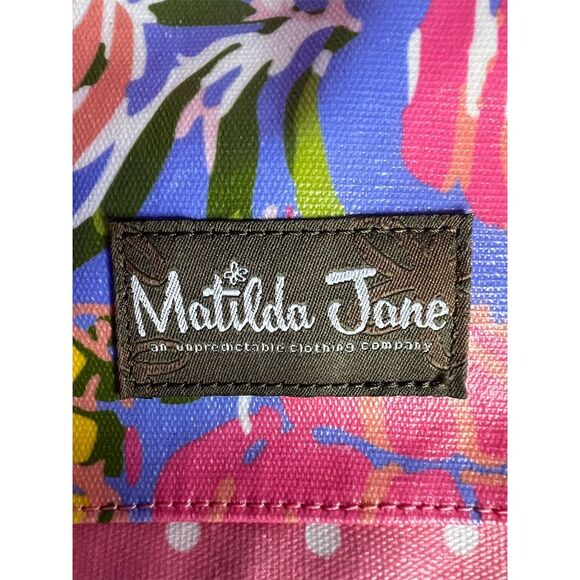 Matilda Jane
an unpredictable clothing company